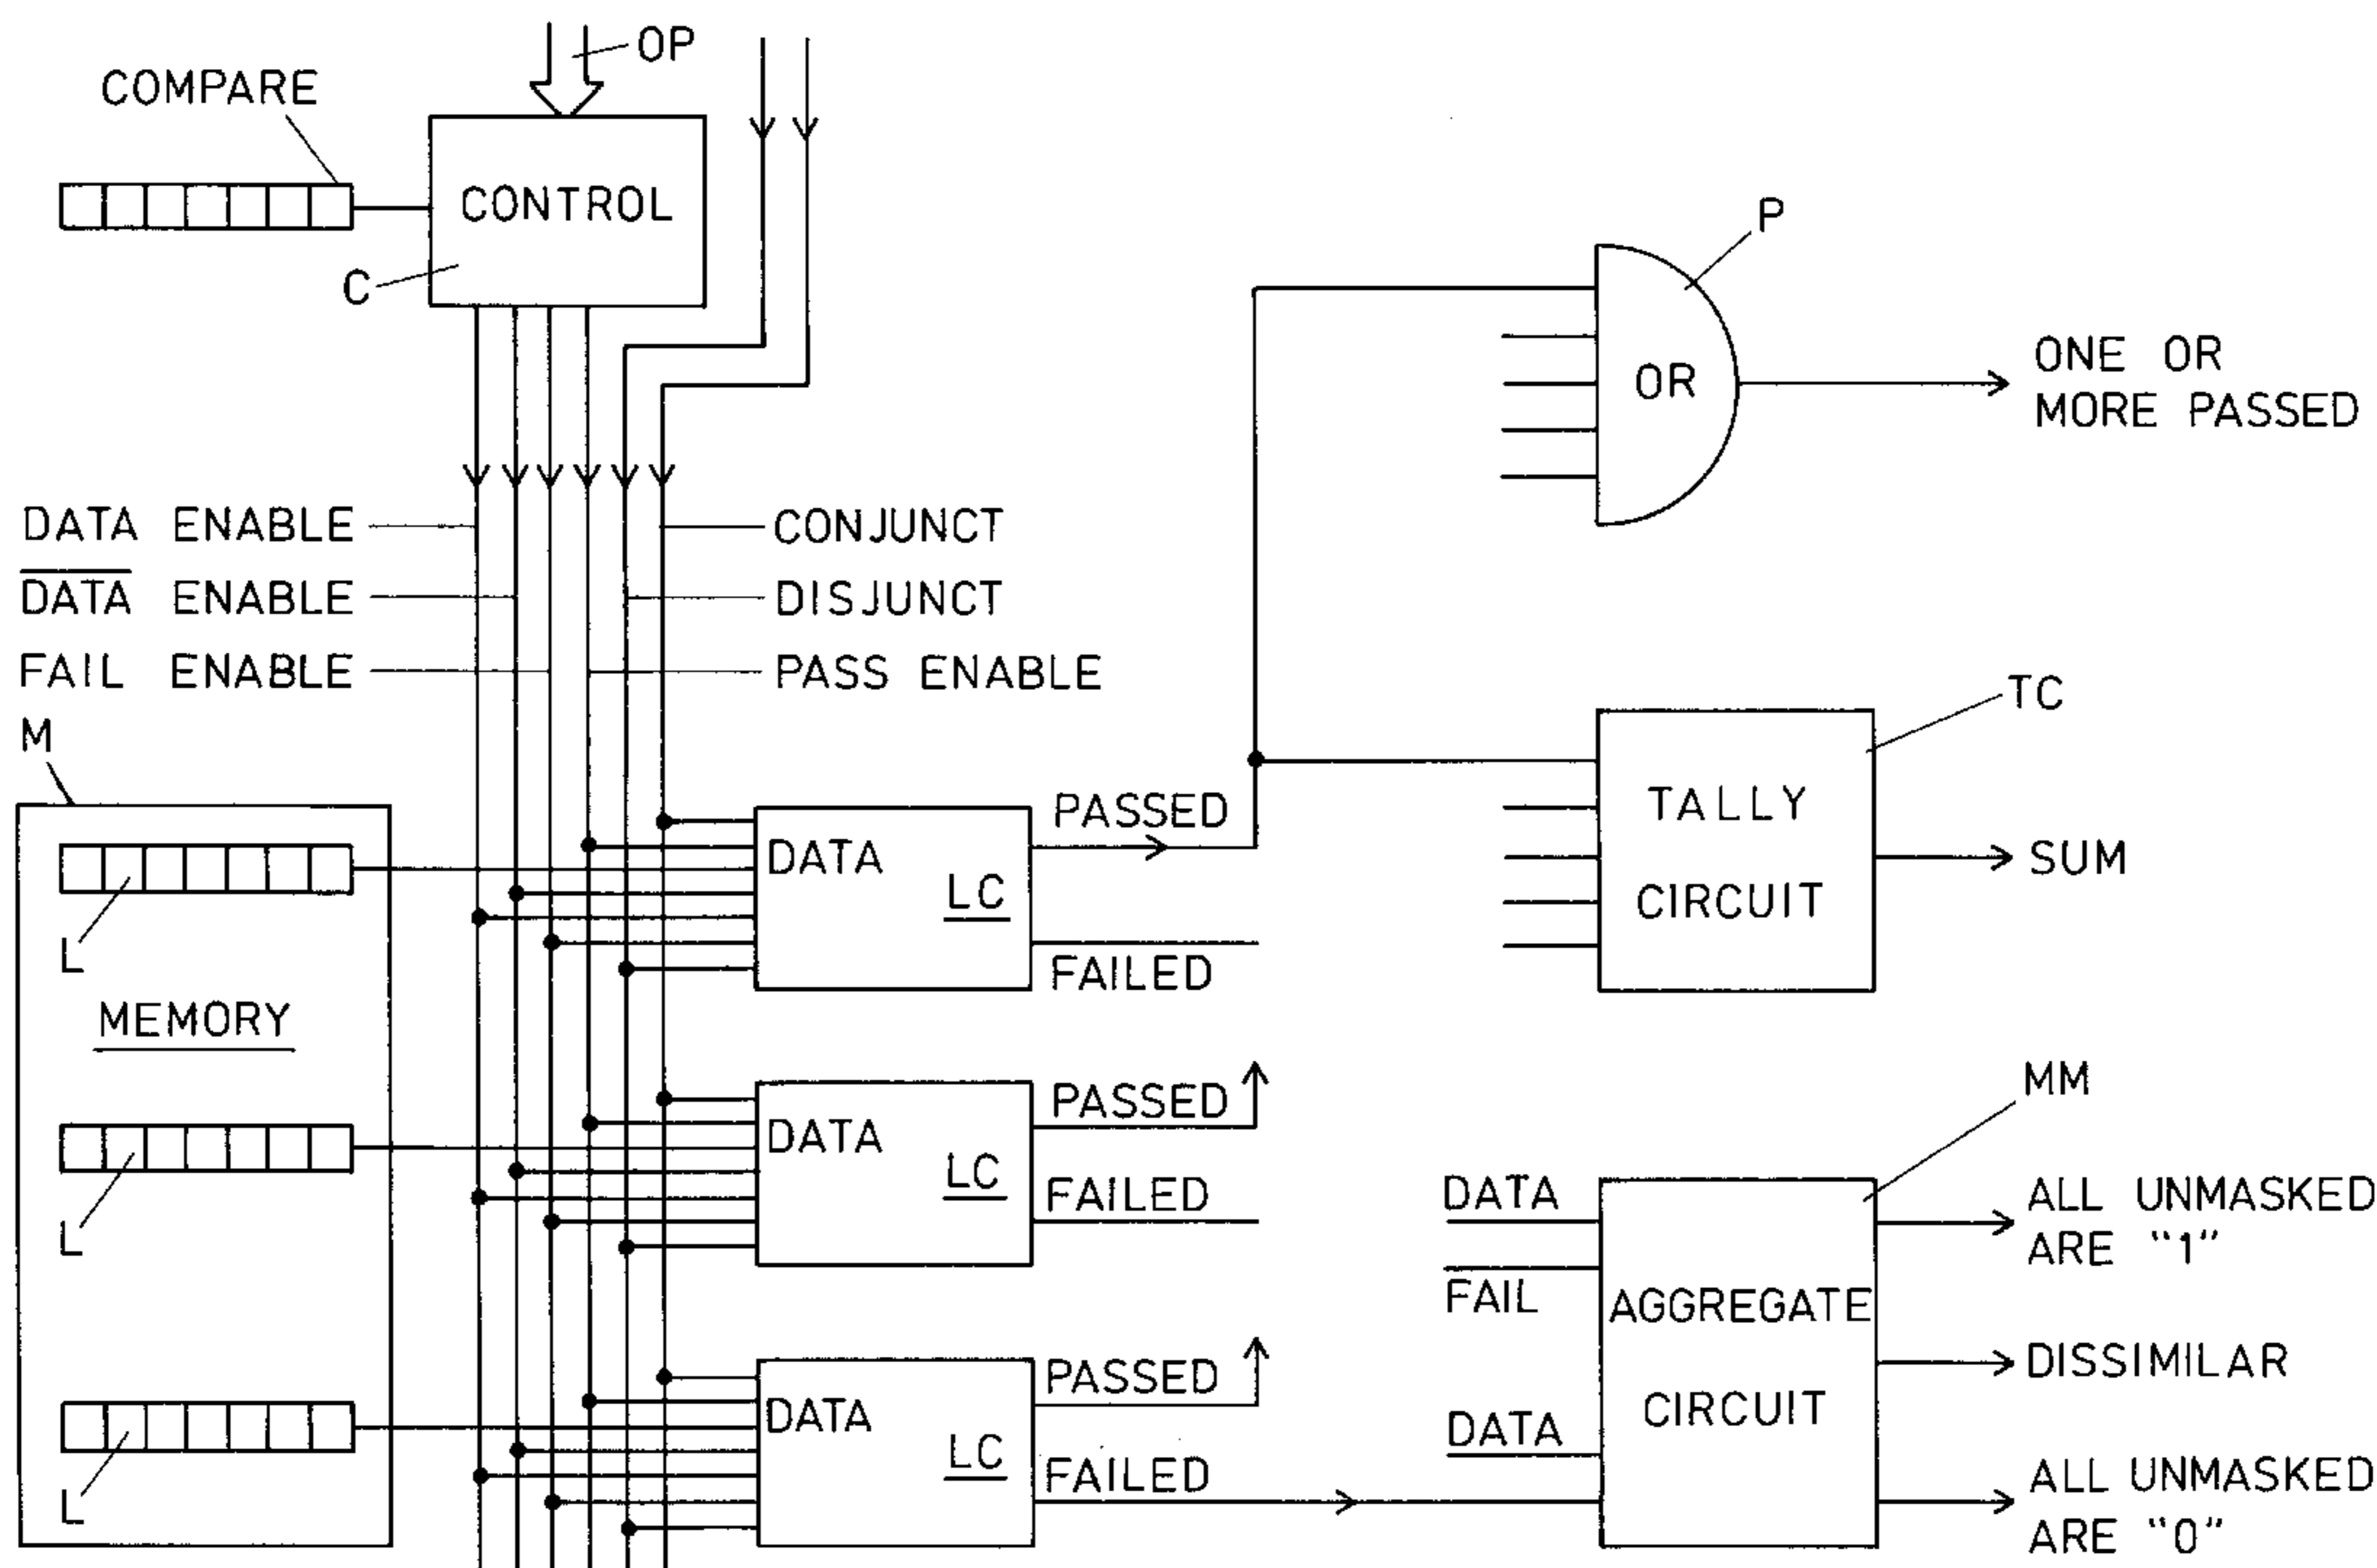 OP
COMPARE
CONTROL
C
P
OR
ONE OR
MORE PASSED
DATA ENABLE
CONJUNCT
D̅A̅T̅A̅ ENABLE
DISJUNCT
FAIL ENABLE
PASS ENABLE
TC
TALLY
CIRCUIT
SUM
M
L
MEMORY
L
L
DATA
LC
PASSED
FAILED
DATA
LC
PASSED
FAILED
DATA
LC
PASSED
FAILED
MM
DATA
FAIL
DATA
AGGREGATE
CIRCUIT
ALL UNMASKED
ARE "1"
DISSIMILAR
ALL UNMASKED
ARE "0"